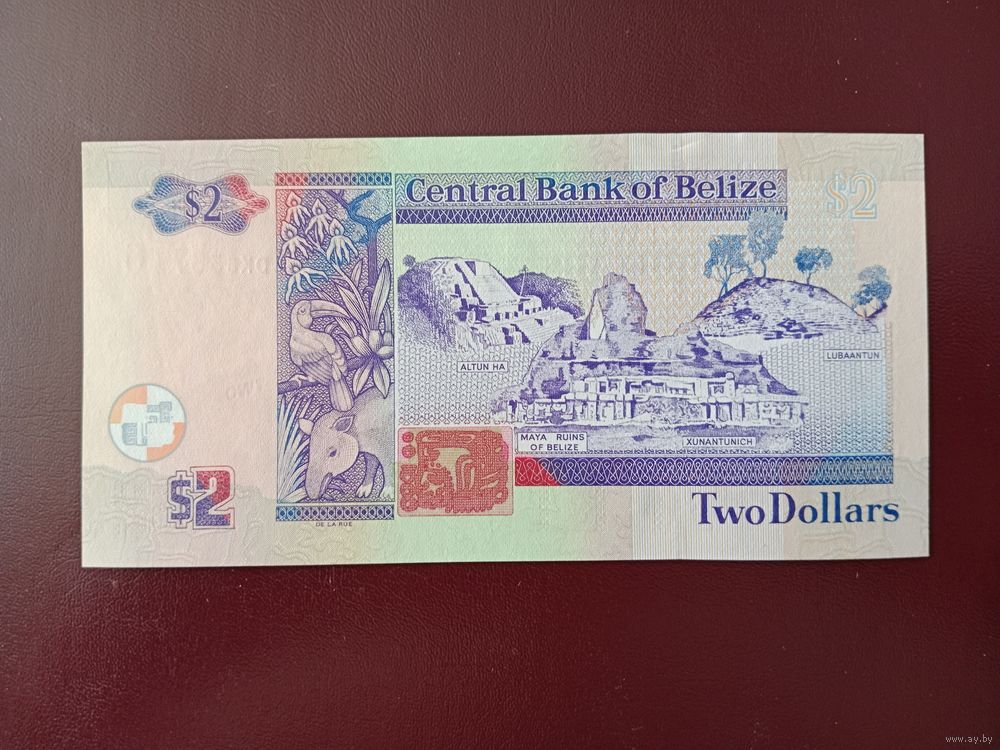 Central Bank of Belize
$2
$2
ALTUN HA
LUBAANTUN
MAYA RUINS
OF BELIZE
XUNANTUNICH
$2
Two Dollars
DE LA RUE
www.ay.by